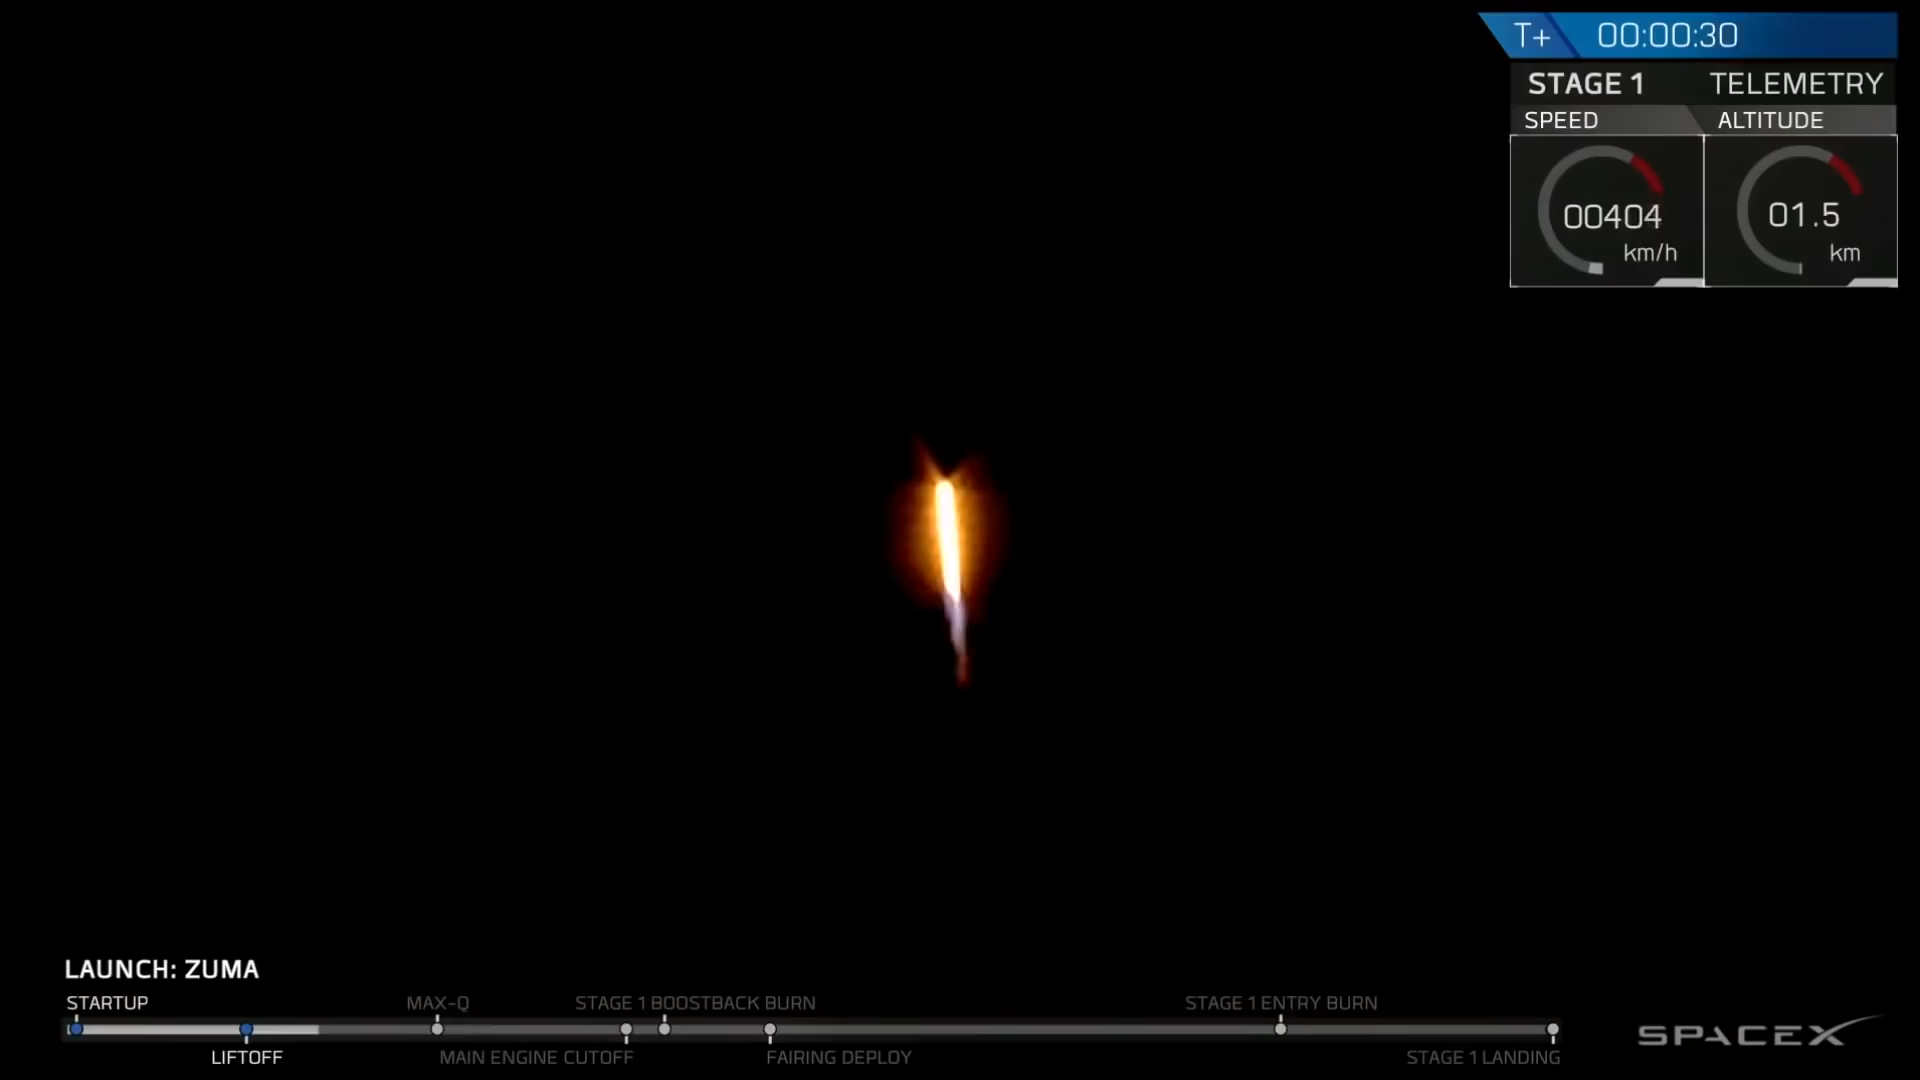 T+ 00:00:30
STAGE 1 TELEMETRY
SPEED ALTITUDE
00404 01.5
km/h km
LAUNCH: ZUMA
STARTUP MAX-Q STAGE 1 BOOSTBACK BURN STAGE 1 ENTRY BURN
LIFTOFF MAIN ENGINE CUTOFF FAIRING DEPLOY STAGE 1 LANDING
SPACEX